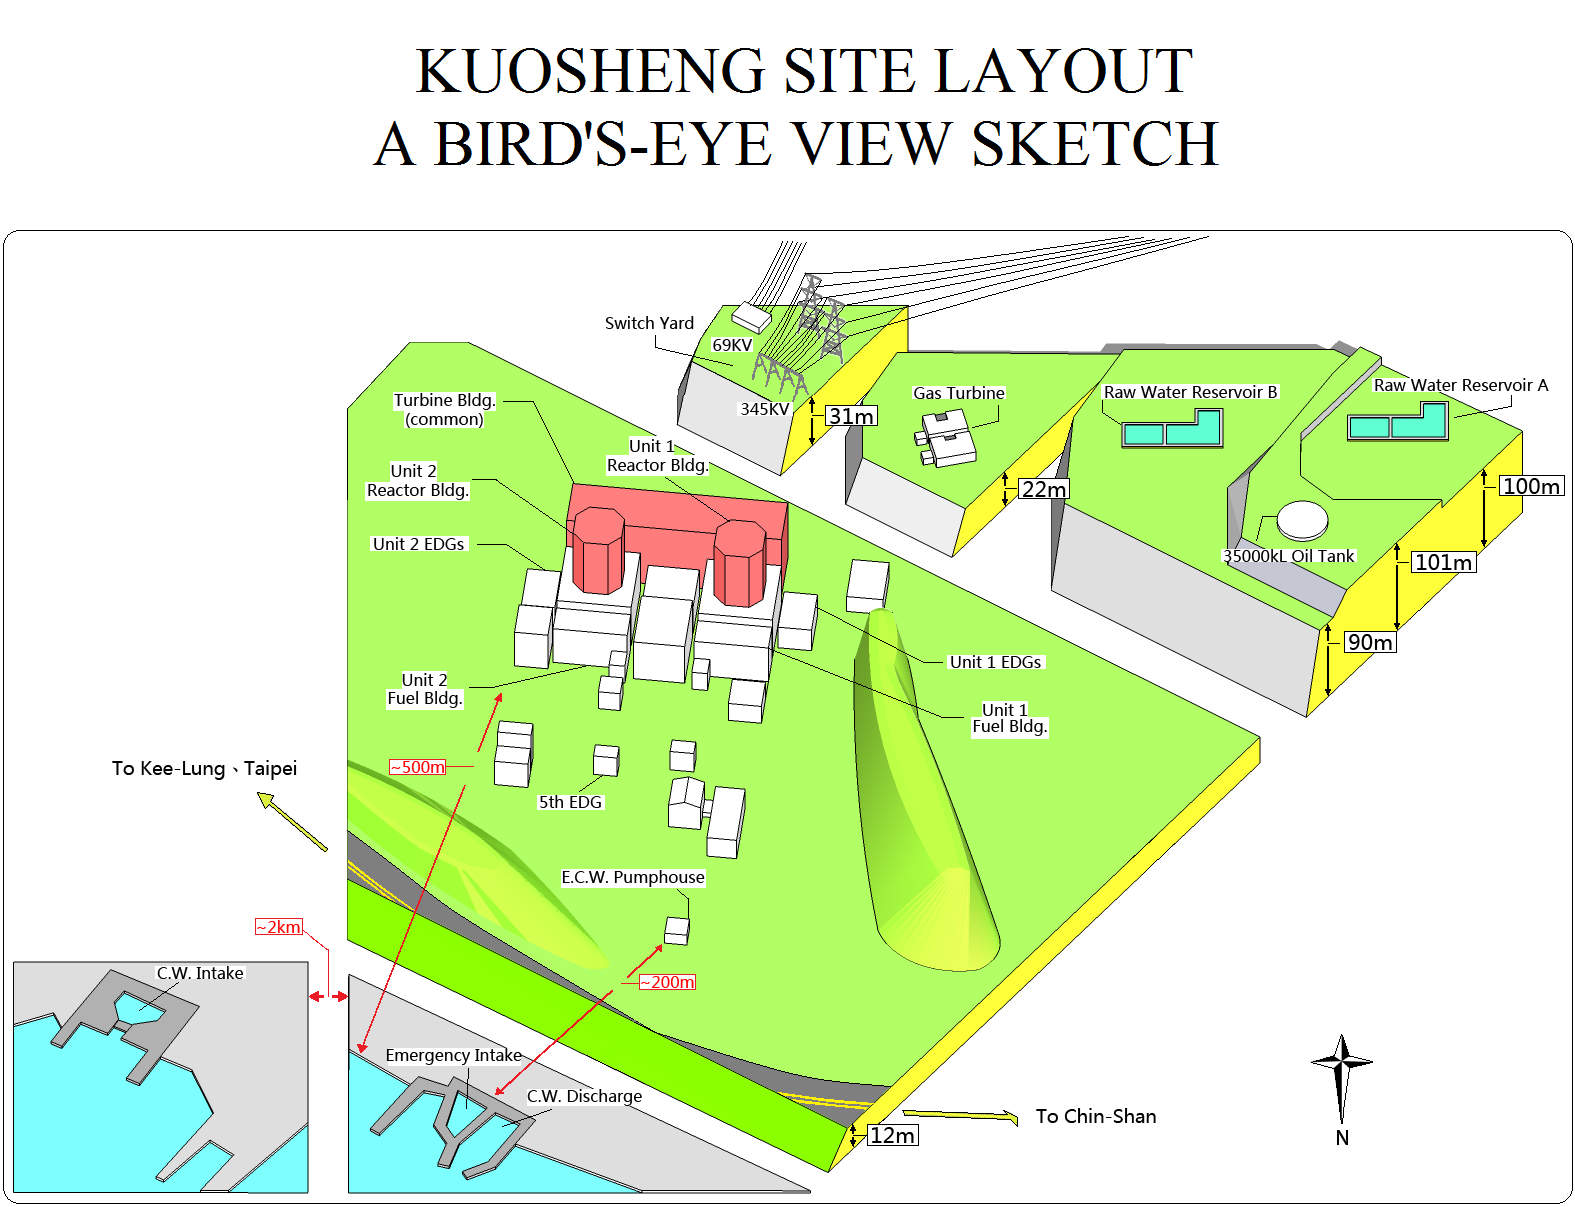 KUOSHENG SITE LAYOUT
A BIRD'S-EYE VIEW SKETCH
Switch Yard
69KV
345KV
31m
Gas Turbine
22m
Raw Water Reservoir B
Raw Water Reservoir A
100m
35000kL Oil Tank
101m
90m
Turbine Bldg.
(common)
Unit 1
Reactor Bldg.
Unit 2
Reactor Bldg.
Unit 2 EDGs
Unit 1 EDGs
Unit 2
Fuel Bldg.
Unit 1
Fuel Bldg.
~500m
To Kee-Lung、Taipei
5th EDG
E.C.W. Pumphouse
~2km
~200m
C.W. Intake
Emergency Intake
C.W. Discharge
To Chin-Shan
12m
N